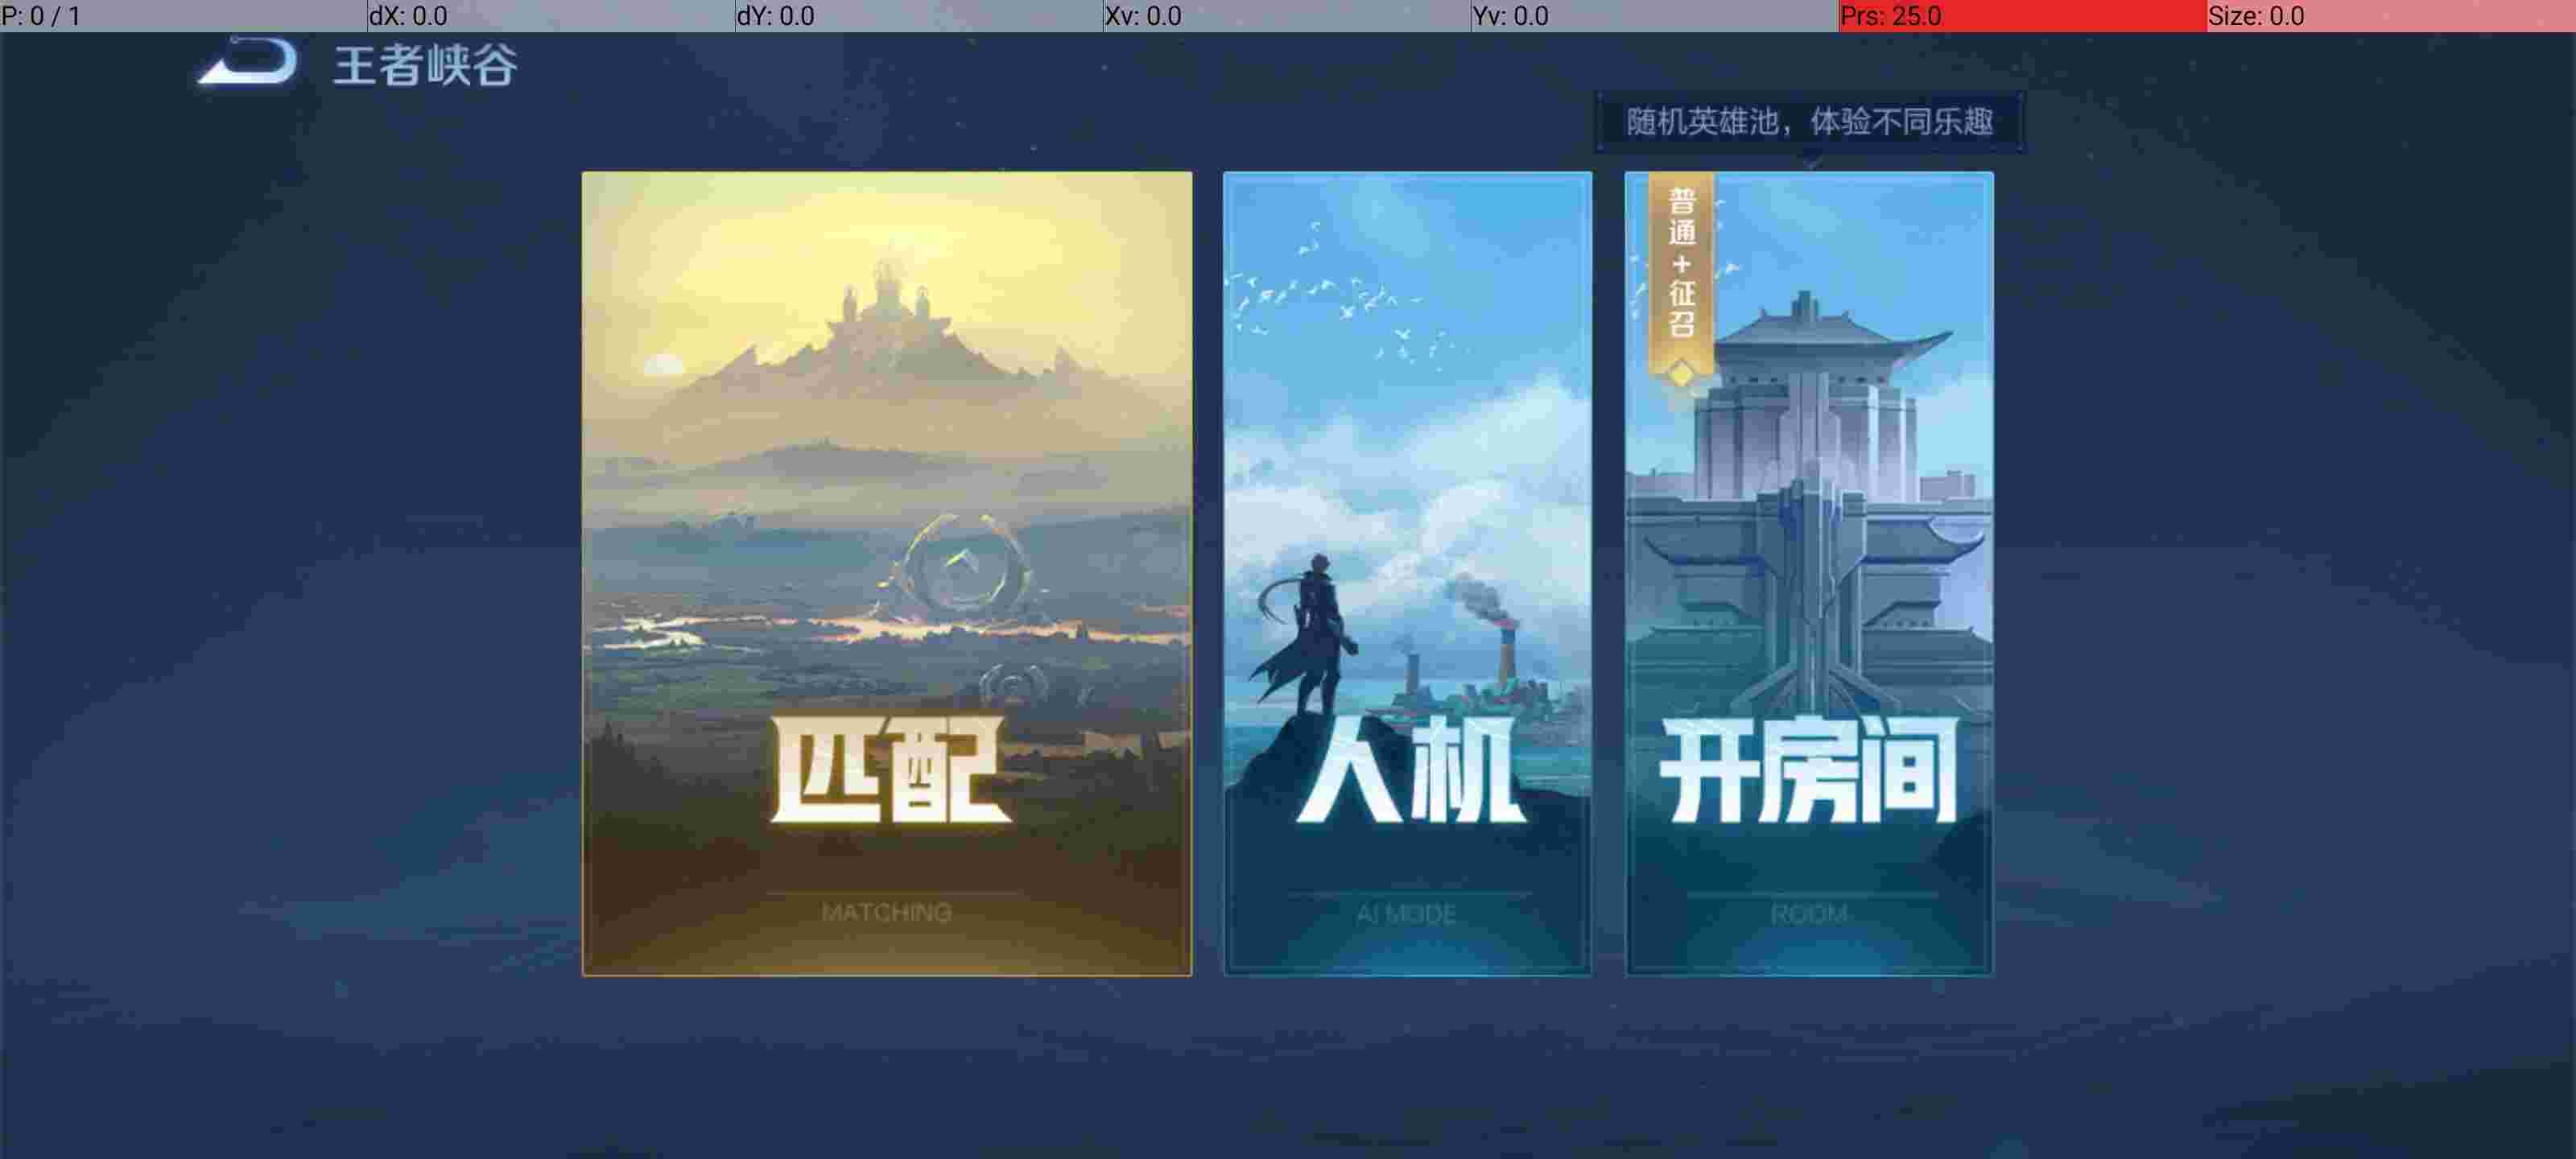 P: 0 / 1 dX: 0.0 dY: 0.0 Xv: 0.0 Yv: 0.0 Prs: 25.0 Size: 0.0
王者峡谷
随机英雄池，体验不同乐趣
普通+征召
匹配
MATCHING
人机
AI MODE
开房间
ROOM